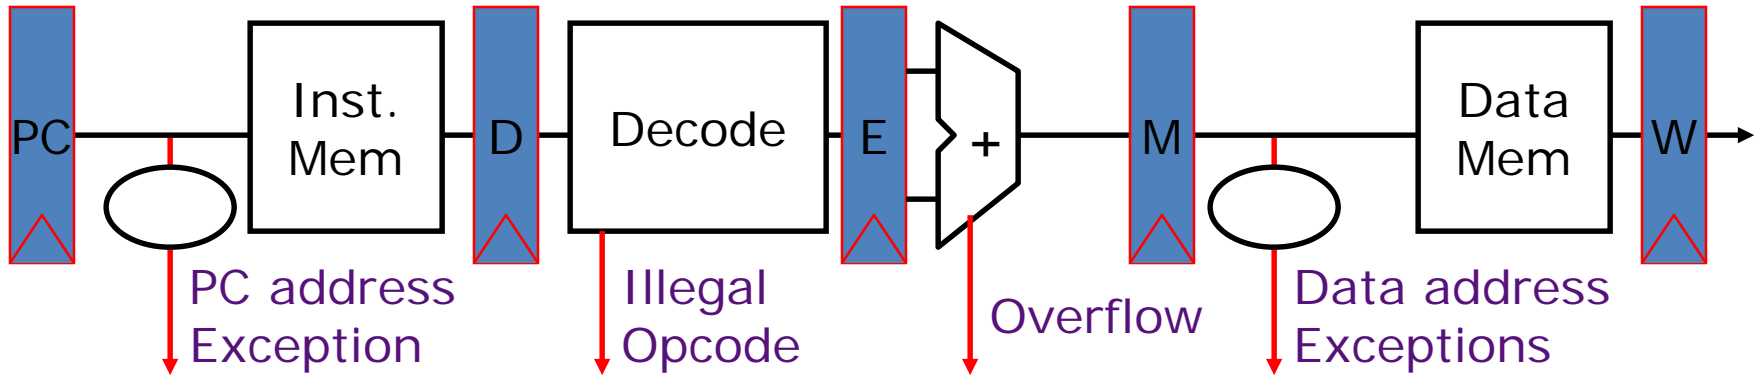 PC
Inst.
Mem
D
Decode
E
+
M
Data
Mem
W
PC address
Exception
Illegal
Opcode
Overflow
Data address
Exceptions